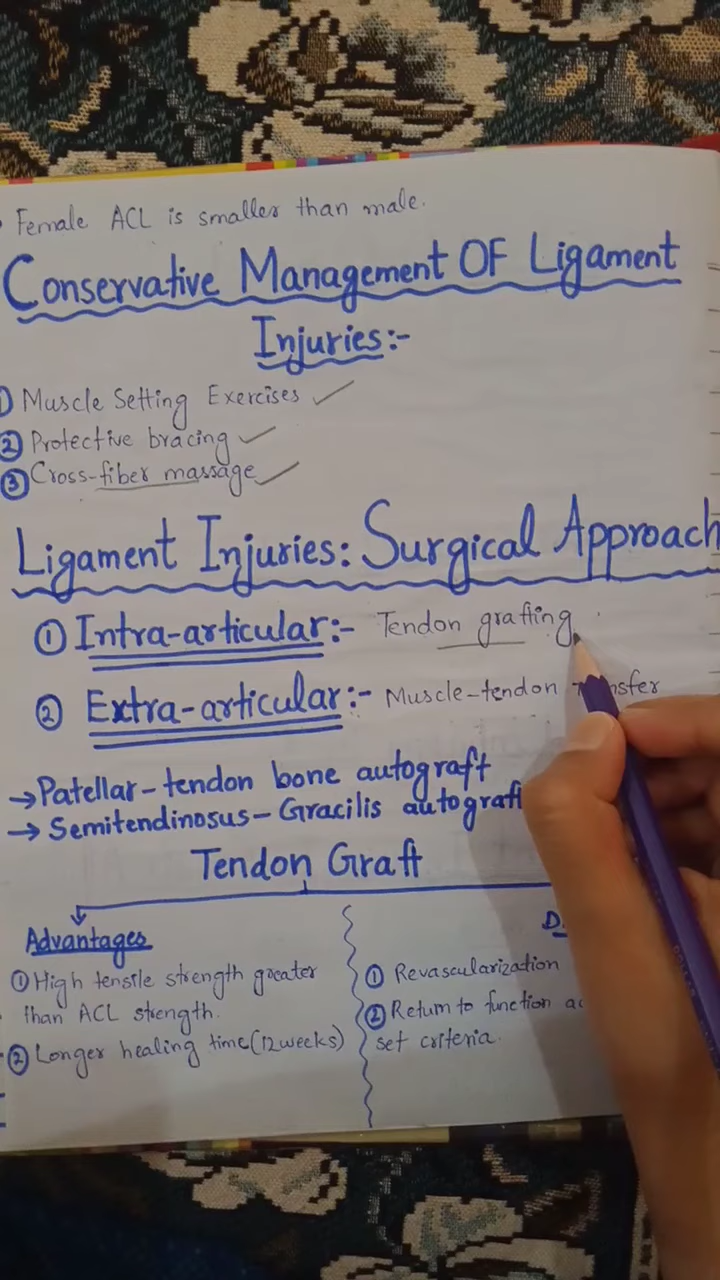 Female ACL is smaller than male.
Conservative Management OF Ligament
Injuries:-
① Muscle Setting Exercises ✓
② Protective bracing ✓
③ Cross-fiber massage ✓
Ligament Injuries: Surgical Approach
① Intra-articular:- Tendon grafting
② Extra-articular:- Muscle-tendon
→ Patellar-tendon bone autograft
→ Semitendinosus-Gracilis
Tendon Graft
Advantages
① High tensile strength greater
than ACL strength.
② Longer healing time (12 weeks)
① Revascularization
② Return to function
set criteria.